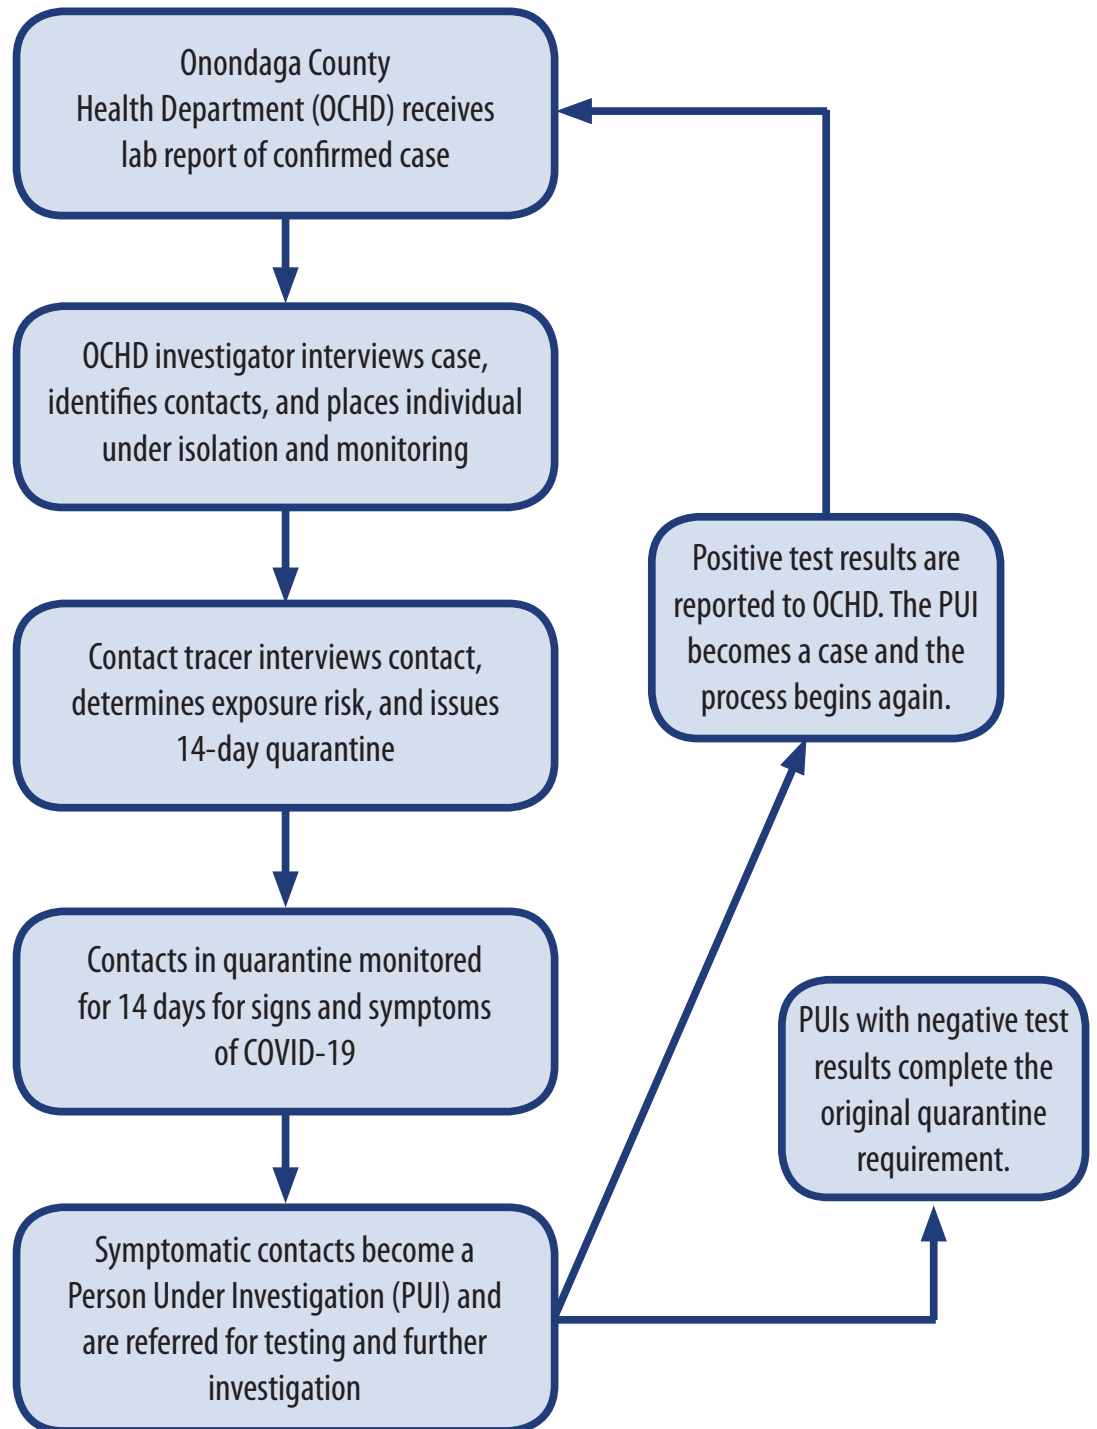 Onondaga County
Health Department (OCHD) receives
lab report of confirmed case
OCHD investigator interviews case,
identifies contacts, and places individual
under isolation and monitoring
Contact tracer interviews contact,
determines exposure risk, and issues
14-day quarantine
Contacts in quarantine monitored
for 14 days for signs and symptoms
of COVID-19
Symptomatic contacts become a
Person Under Investigation (PUI) and
are referred for testing and further
investigation
Positive test results are
reported to OCHD. The PUI
becomes a case and the
process begins again.
PUIs with negative test
results complete the
original quarantine
requirement.